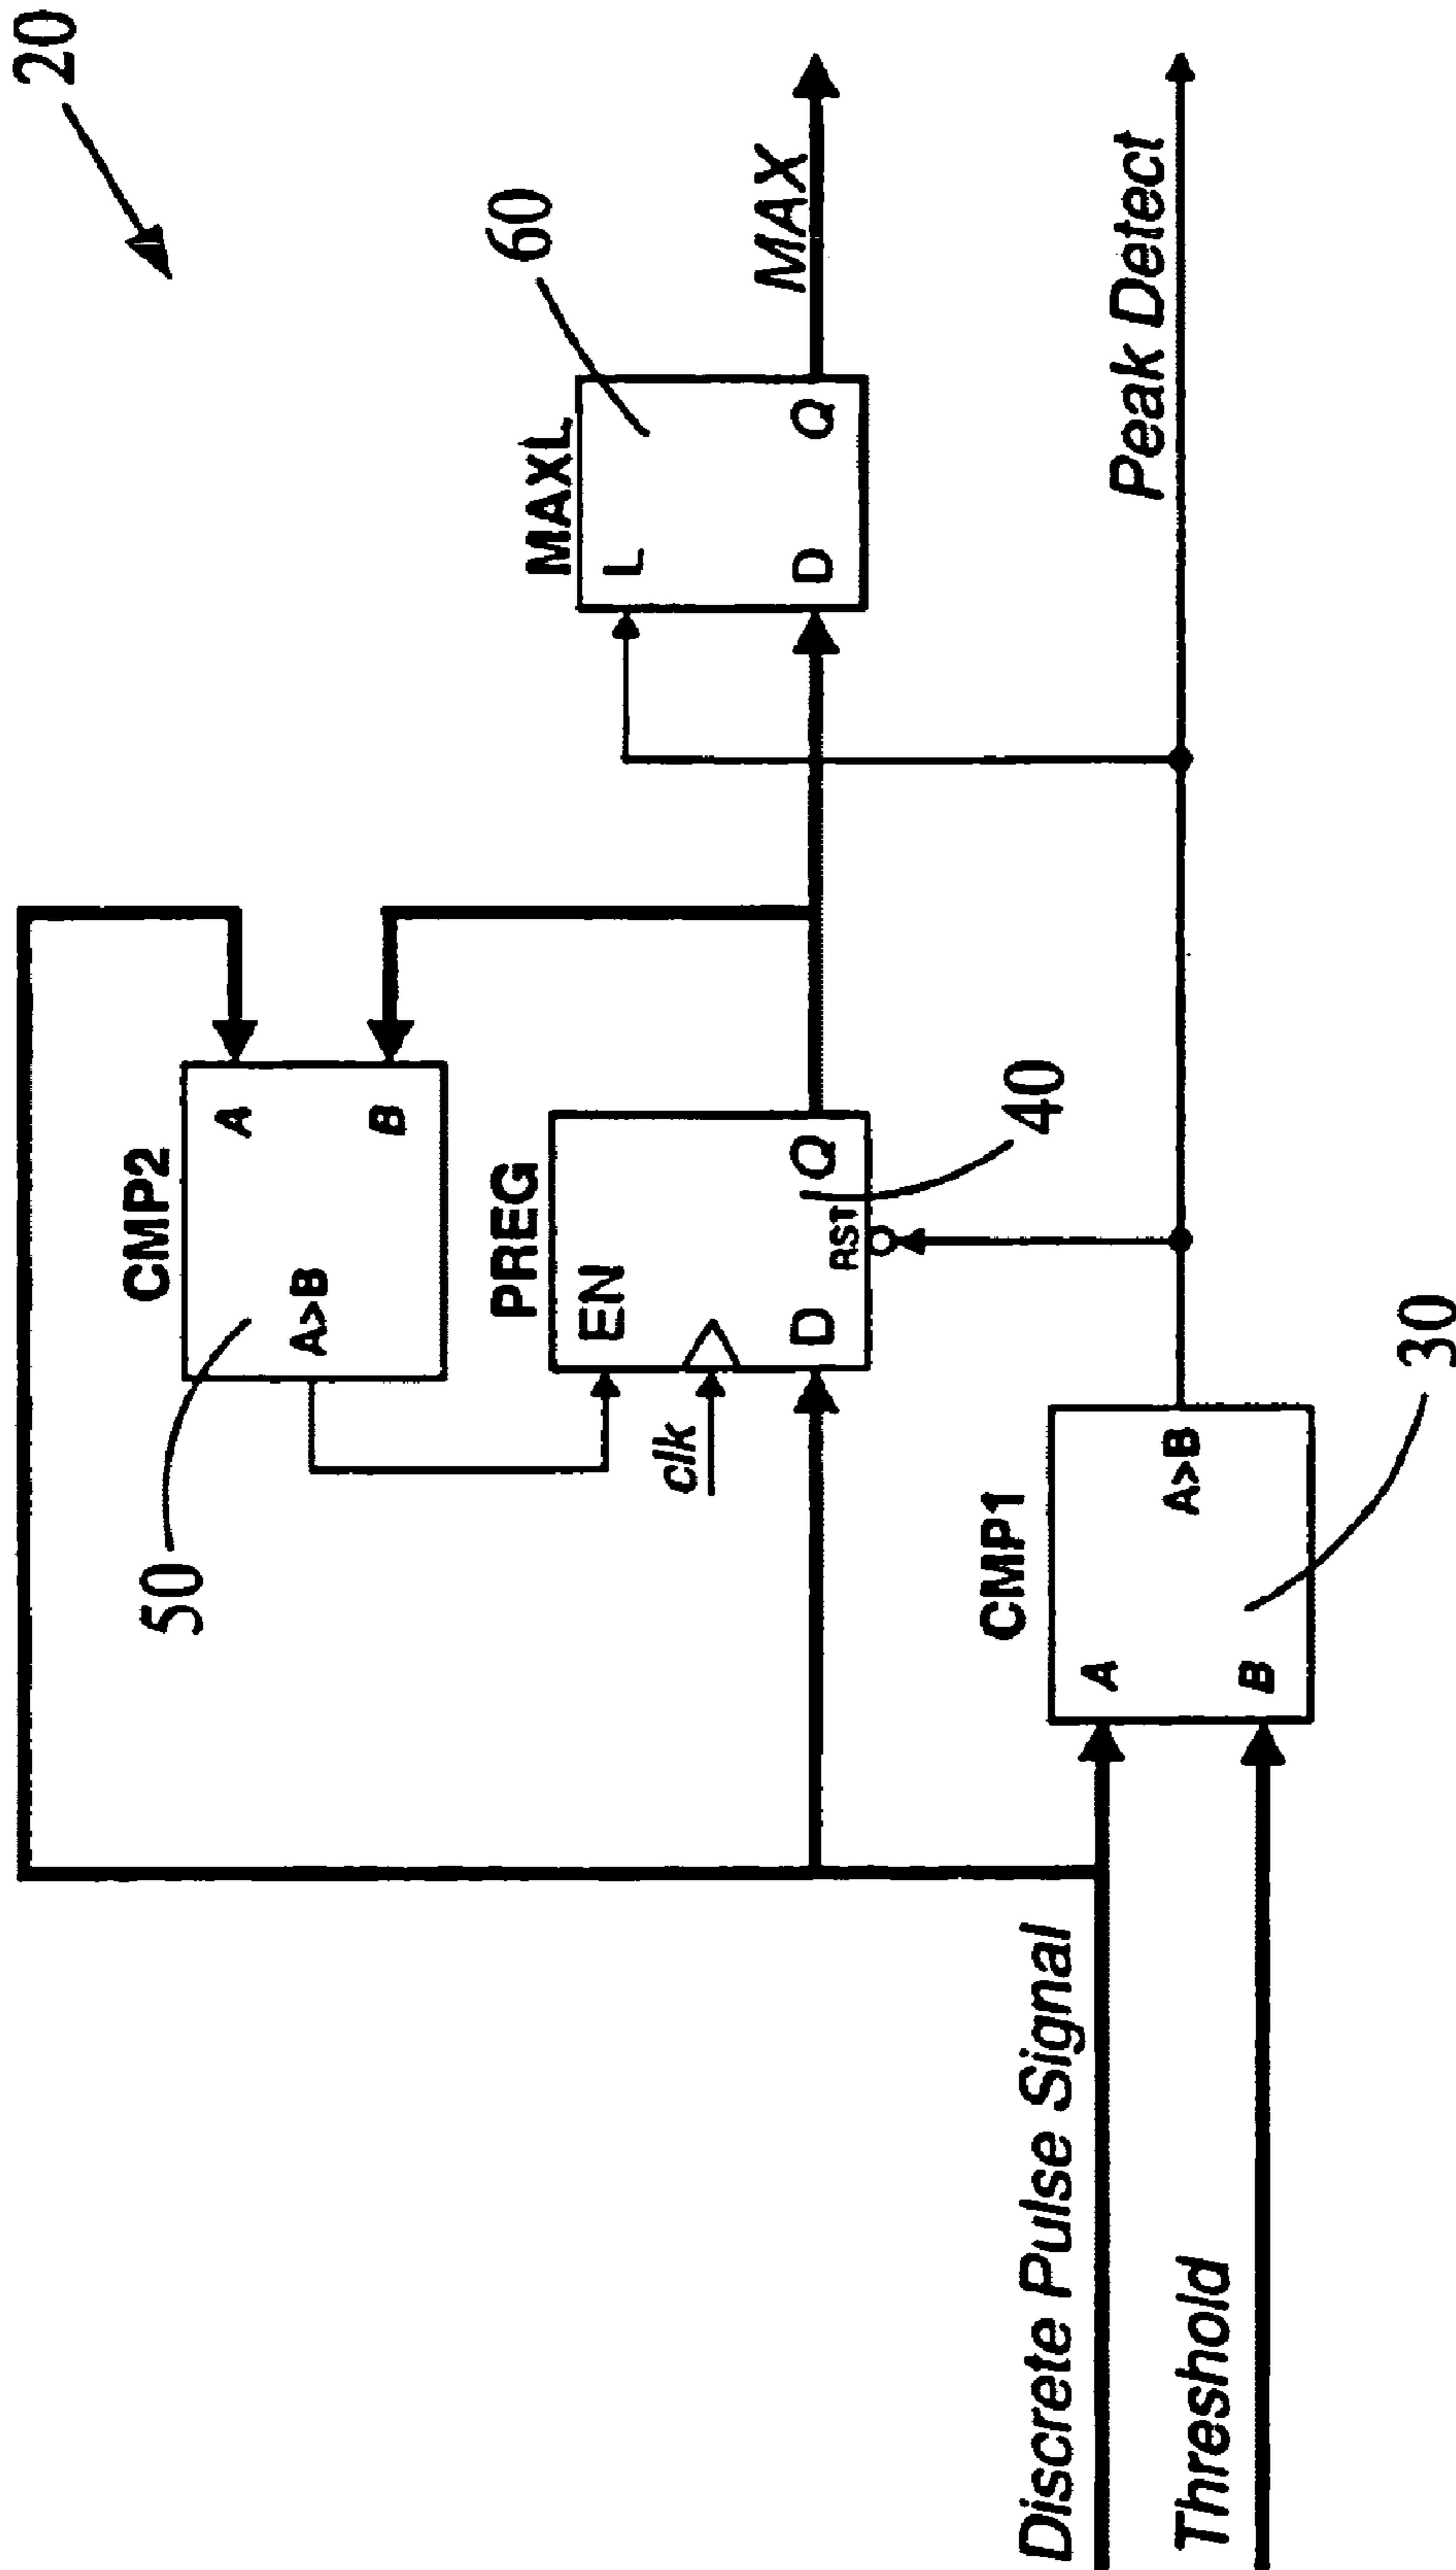 20
CMP2
A
A>B
B
50
PREG
EN
clk
D
Q
RST
40
MAXL
L
D
Q
60
MAX
Discrete Pulse Signal
Threshold
CMP1
A
B
A>B
30
Peak Detect